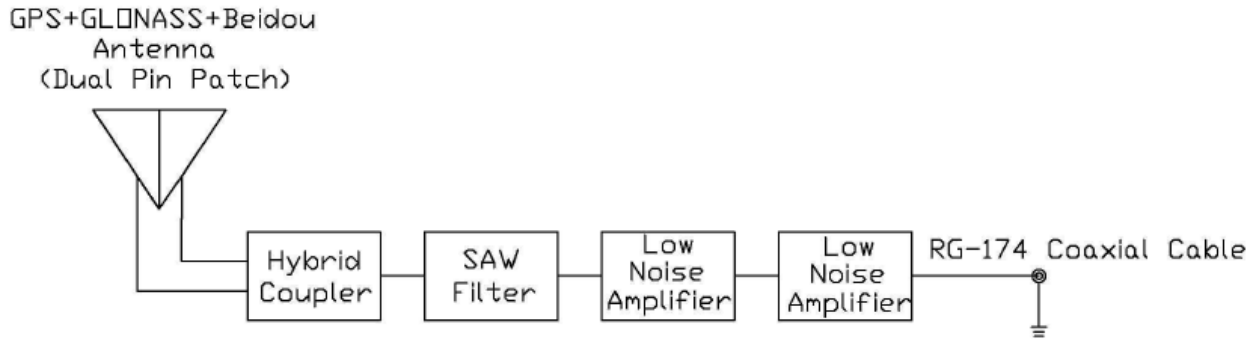 GPS+GLONASS+Beidou
Antenna
(Dual Pin Patch)
Hybrid
Coupler
SAW
Filter
Low
Noise
Amplifier
Low
Noise
Amplifier
RG-174 Coaxial Cable